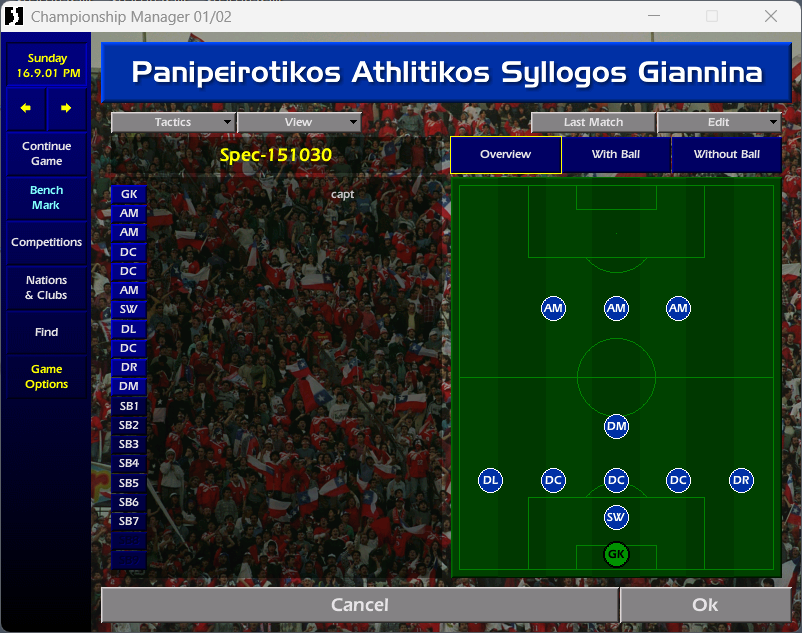 Championship Manager 01/02
Sunday
16.9.01 PM
Continue
Game
Bench
Mark
Competitions
Nations
& Clubs
Find
Game
Options
Panipeirotikos Athlitikos Syllogos Giannina
Tactics View Last Match Edit
Spec-151030
Overview With Ball Without Ball
GK capt
AM
AM
DC
DC
AM
SW
DL
DC
DR
DM
SB1
SB2
SB3
SB4
SB5
SB6
SB7
AM AM AM
DM
DL DC DC DC DR
SW
GK
Cancel Ok